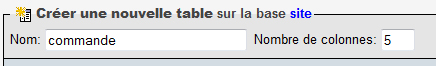 Créer une nouvelle table sur la base site
Nom: commande Nombre de colonnes: 5